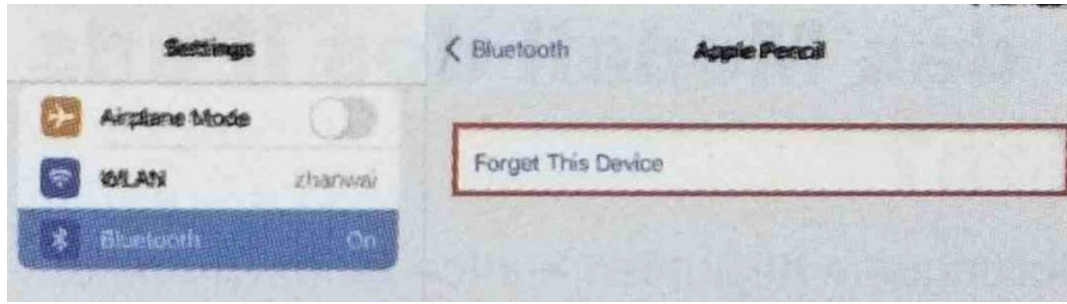 Settings
Airplane Mode
WLAN zhanwai
Bluetooth On
< Bluetooth Apple Pencil
Forget This Device